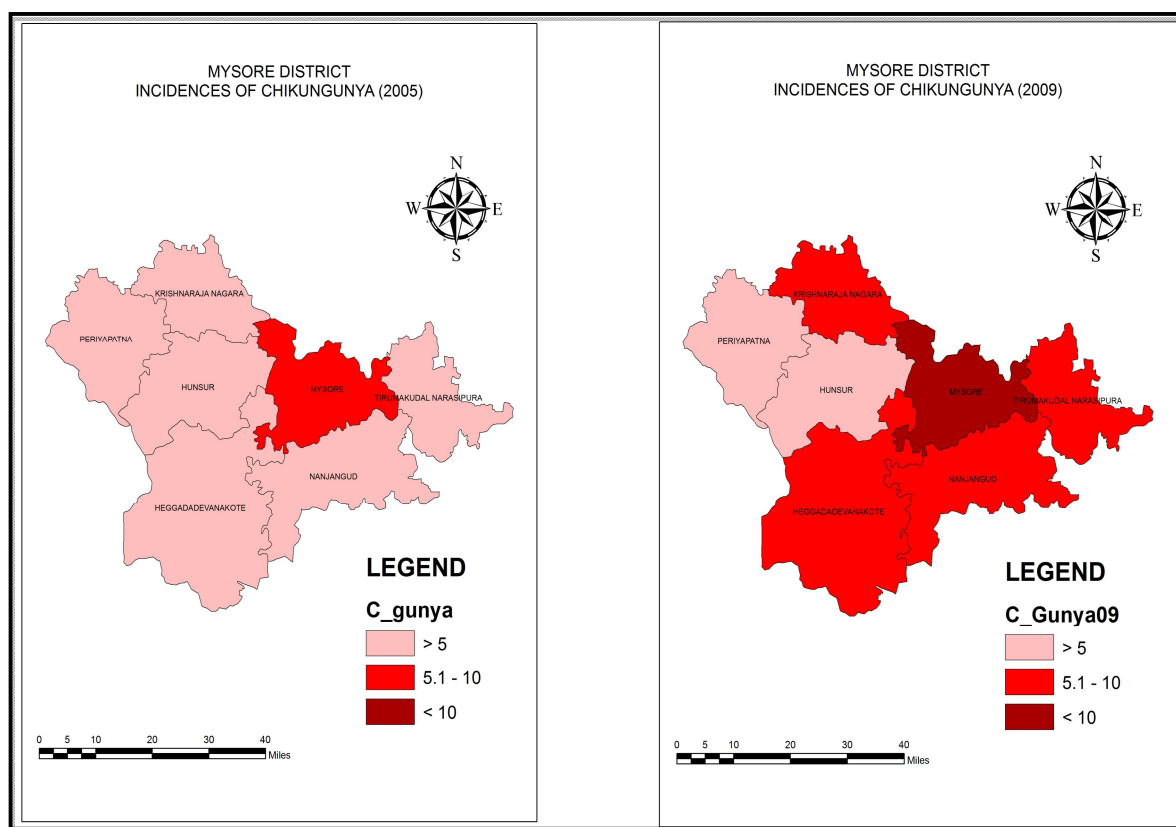 MYSORE DISTRICT
INCIDENCES OF CHIKUNGUNYA (2005)
N
W
E
S
KRISHNARAJA NAGARA
PERIYAPATNA
HUNSUR
MYSORE
TIRUMAKUDAL NARASIPURA
NANJANGUD
HEGGADADEVANAKOTE
LEGEND
C_gunya
> 5
5.1 - 10
< 10
0 5 10 20 30 40
Miles
MYSORE DISTRICT
INCIDENCES OF CHIKUNGUNYA (2009)
N
W
E
S
KRISHNARAJA NAGARA
PERIYAPATNA
HUNSUR
MYSORE
TIRUMAKUDAL NARASIPURA
NANJANGUD
HEGGADADEVANAKOTE
LEGEND
C_Gunya09
> 5
5.1 - 10
< 10
0 5 10 20 30 40
Miles